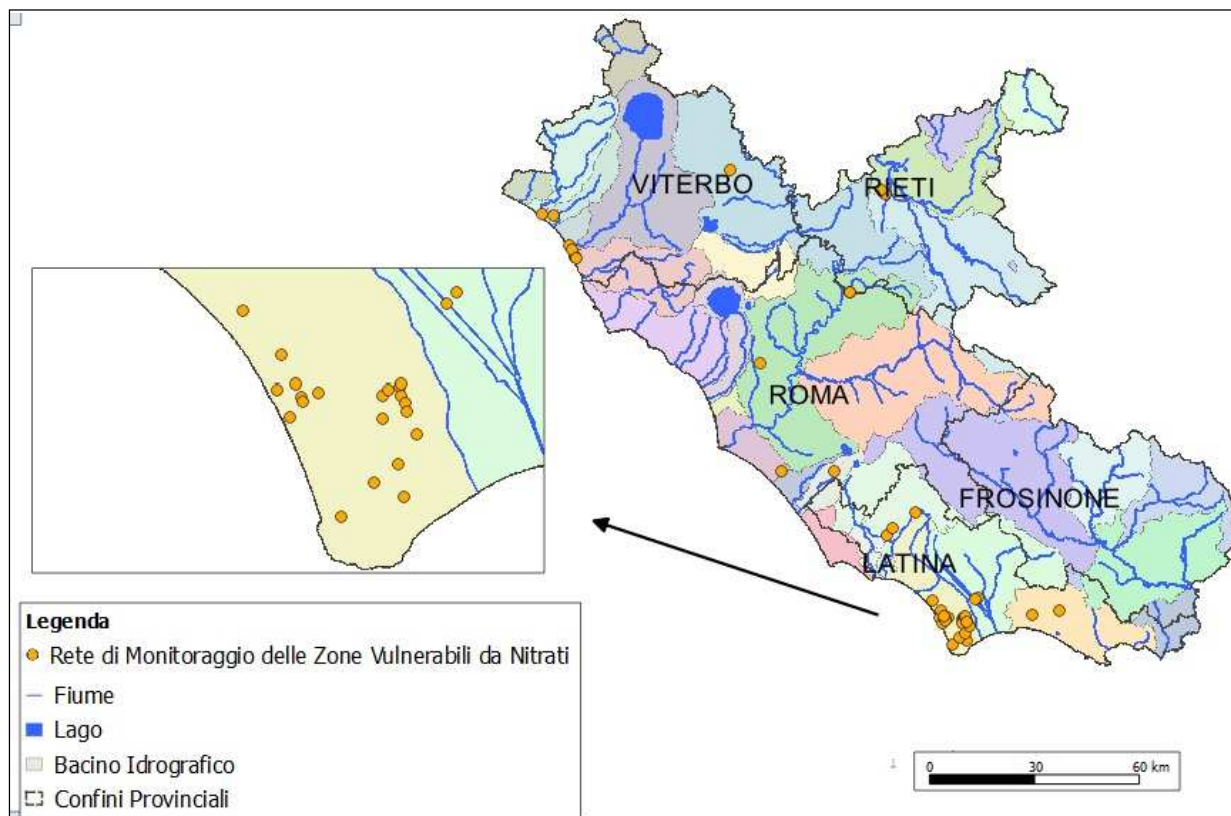 VITERBO
RIETI
ROMA
FROSINONE
LATINA
Legenda
Rete di Monitoraggio delle Zone Vulnerabili da Nitrati
Fiume
Lago
Bacino Idrografico
Confini Provinciali
0 30 60 km